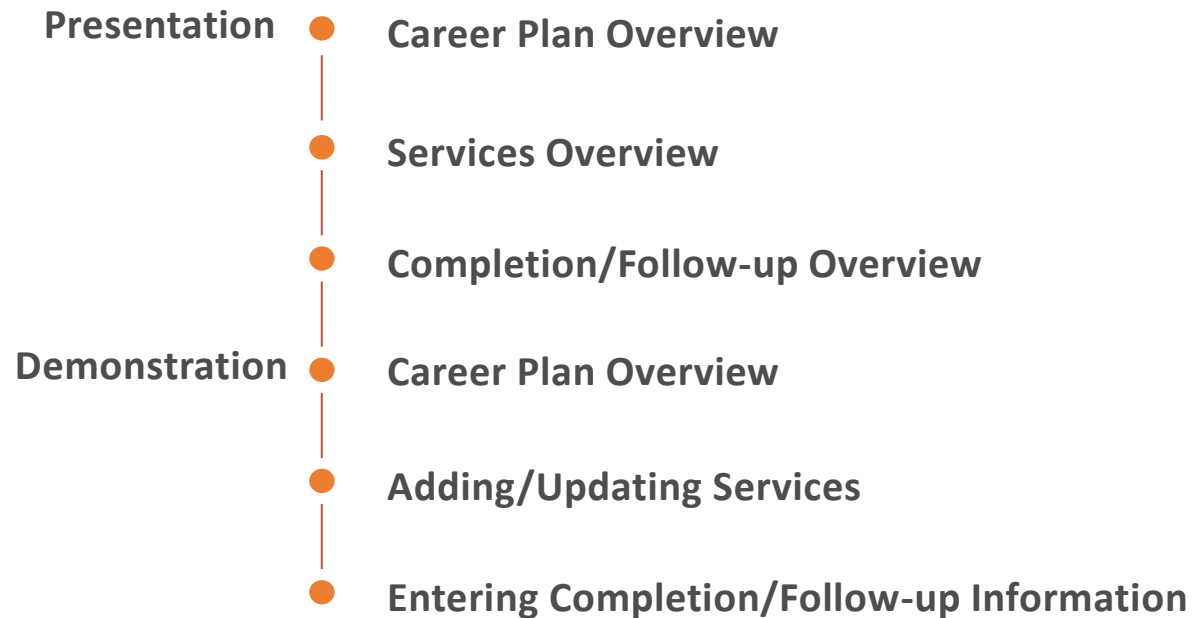 Presentation
Career Plan Overview
Services Overview
Completion/Follow-up Overview
Demonstration
Career Plan Overview
Adding/Updating Services
Entering Completion/Follow-up Information